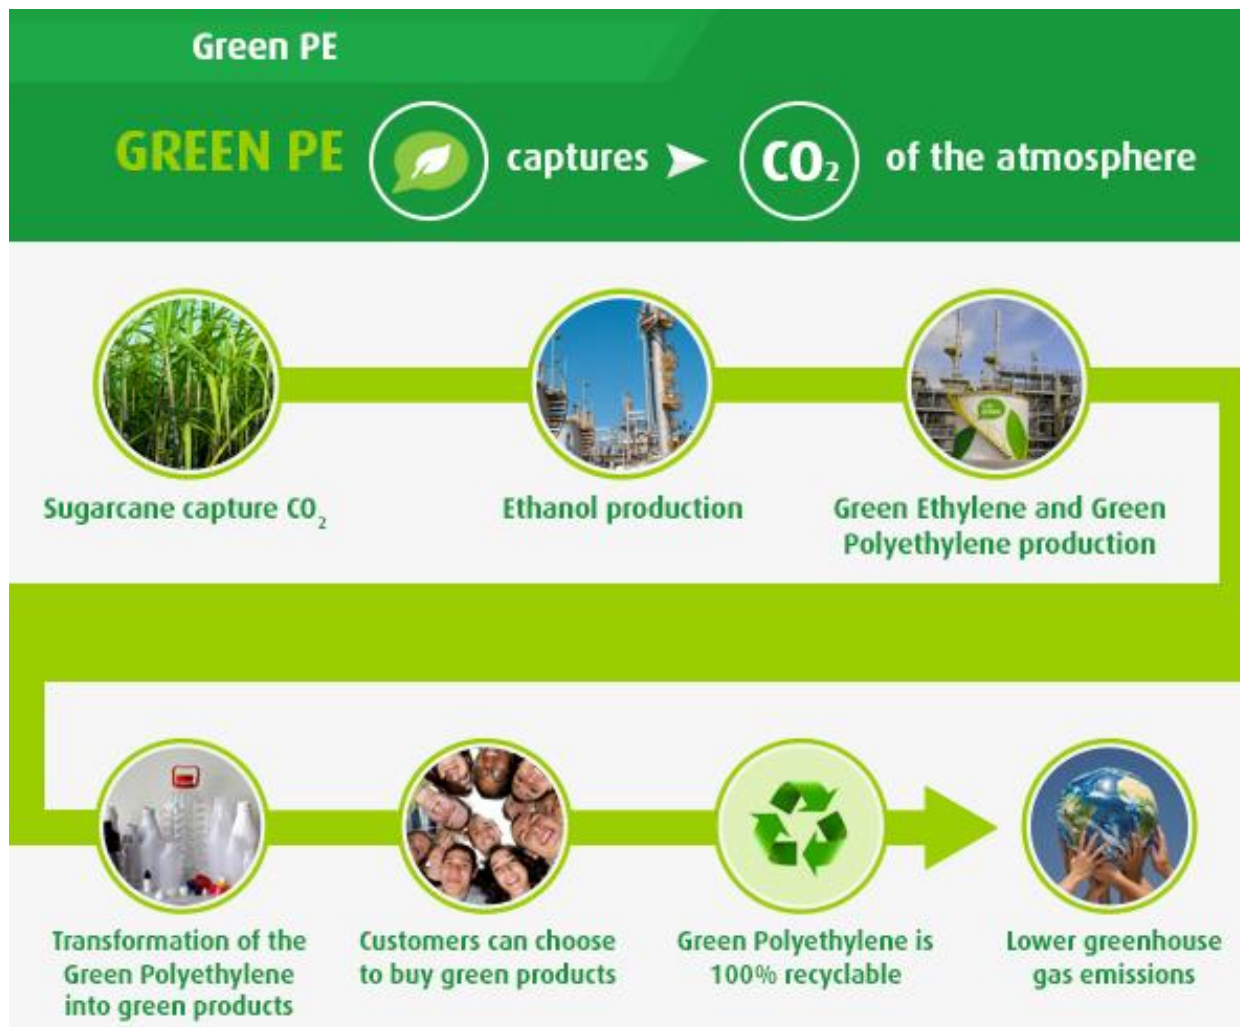 Green PE
GREEN PE captures CO₂ of the atmosphere
Sugarcane capture CO₂
Ethanol production
Green Ethylene and Green
Polyethylene production
Transformation of the
Green Polyethylene
into green products
Customers can choose
to buy green products
Green Polyethylene is
100% recyclable
Lower greenhouse
gas emissions